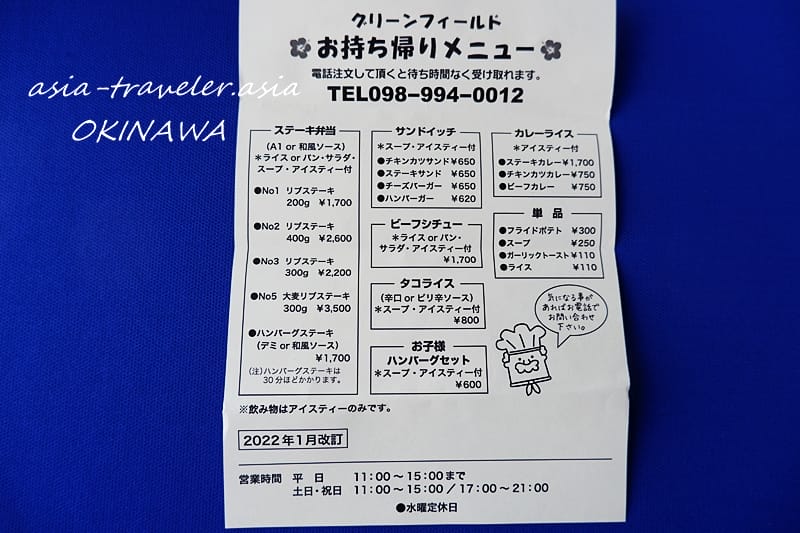 グリーンフィールド
お持ち帰りメニュー
電話注文して頂くと待ち時間なく受け取れます。
TEL098-994-0012
asia-traveler.asia
OKINAWA
ステーキ弁当
(A1 or 和風ソース)
*ライス or パン・サラダ・
スープ・アイスティー付
●No1 リブステーキ
200g ¥1,700
●No2 リブステーキ
400g ¥2,600
●No3 リブステーキ
300g ¥2,200
●No5 大麦リブステーキ
300g ¥3,500
●ハンバーグステーキ
(デミ or 和風ソース)
¥1,700
(注)ハンバーグステーキは
30分ほどかかります。
サンドイッチ
*スープ・アイスティー付
●チキンカツサンド ¥650
●ステーキサンド ¥650
●チーズバーガー ¥650
●ハンバーガー ¥620
ビーフシチュー
*ライス or パン・
サラダ・アイスティー付
¥1,700
タコライス
(辛口 or ピリ辛ソース)
*スープ・アイスティー付
¥800
お子様
ハンバーグセット
*スープ・アイスティー付
¥600
カレーライス
*アイスティー付
●ステーキカレー ¥1,700
●チキンカツカレー ¥750
●ビーフカレー ¥750
単品
●フライドポテト ¥300
●スープ ¥250
●ガーリックトースト ¥110
●ライス ¥110
気になる事が
あればお電話で
お問い合わせ
下さい。
※飲み物はアイスティーのみです。
2022年1月改訂
営業時間 平日 11:00～15:00まで
土日・祝日 11:00～15:00/17:00～21:00
●水曜定休日